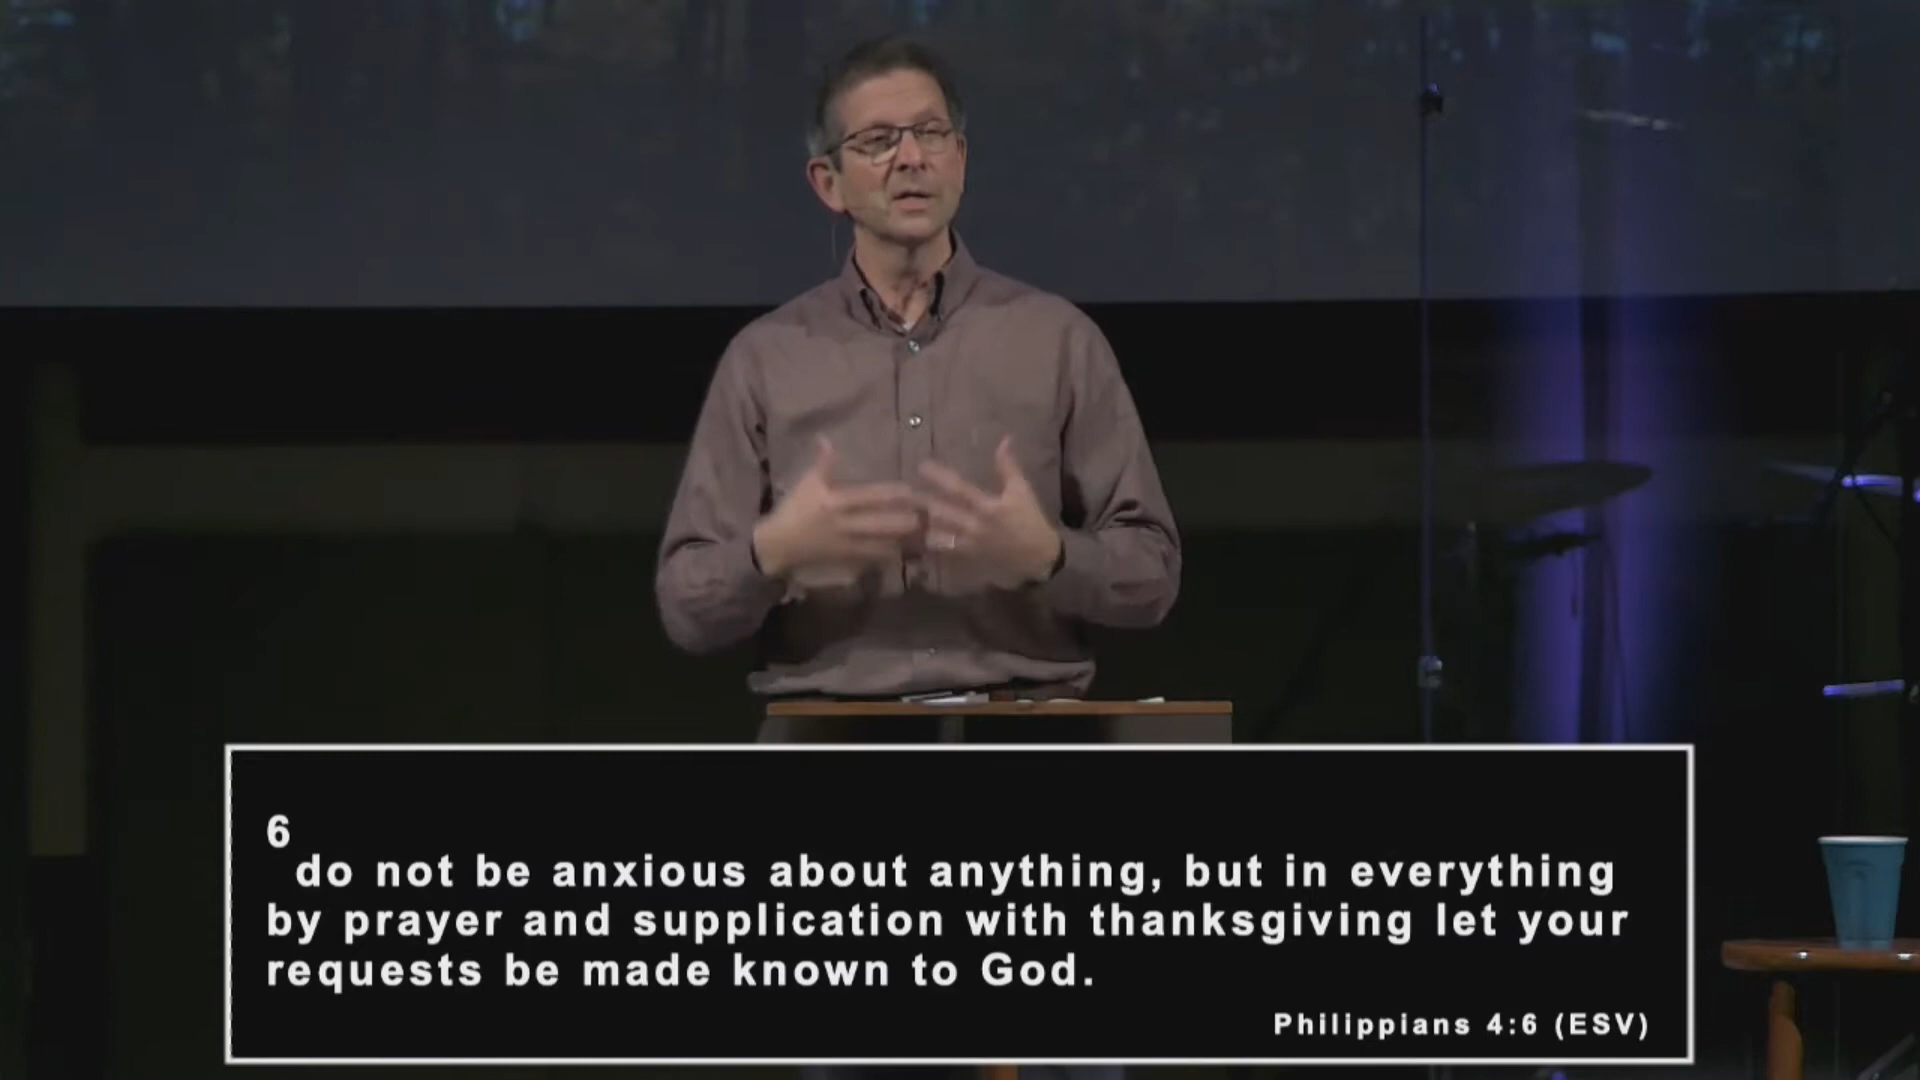 6
do not be anxious about anything, but in everything
by prayer and supplication with thanksgiving let your
requests be made known to God.
Philippians 4:6 (ESV)